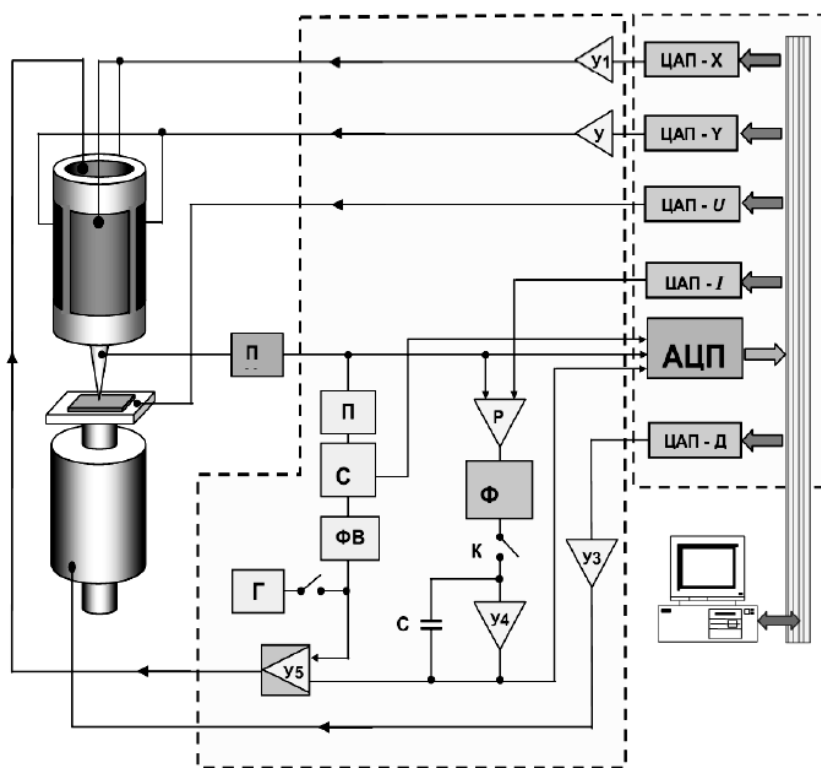 У1
ЦАП - X
У
ЦАП - Y
ЦАП - U
ЦАП - I
П
АЦП
П
Р
ЦАП - Д
С
Ф
ФВ
К
У3
Г
С
У4
У5